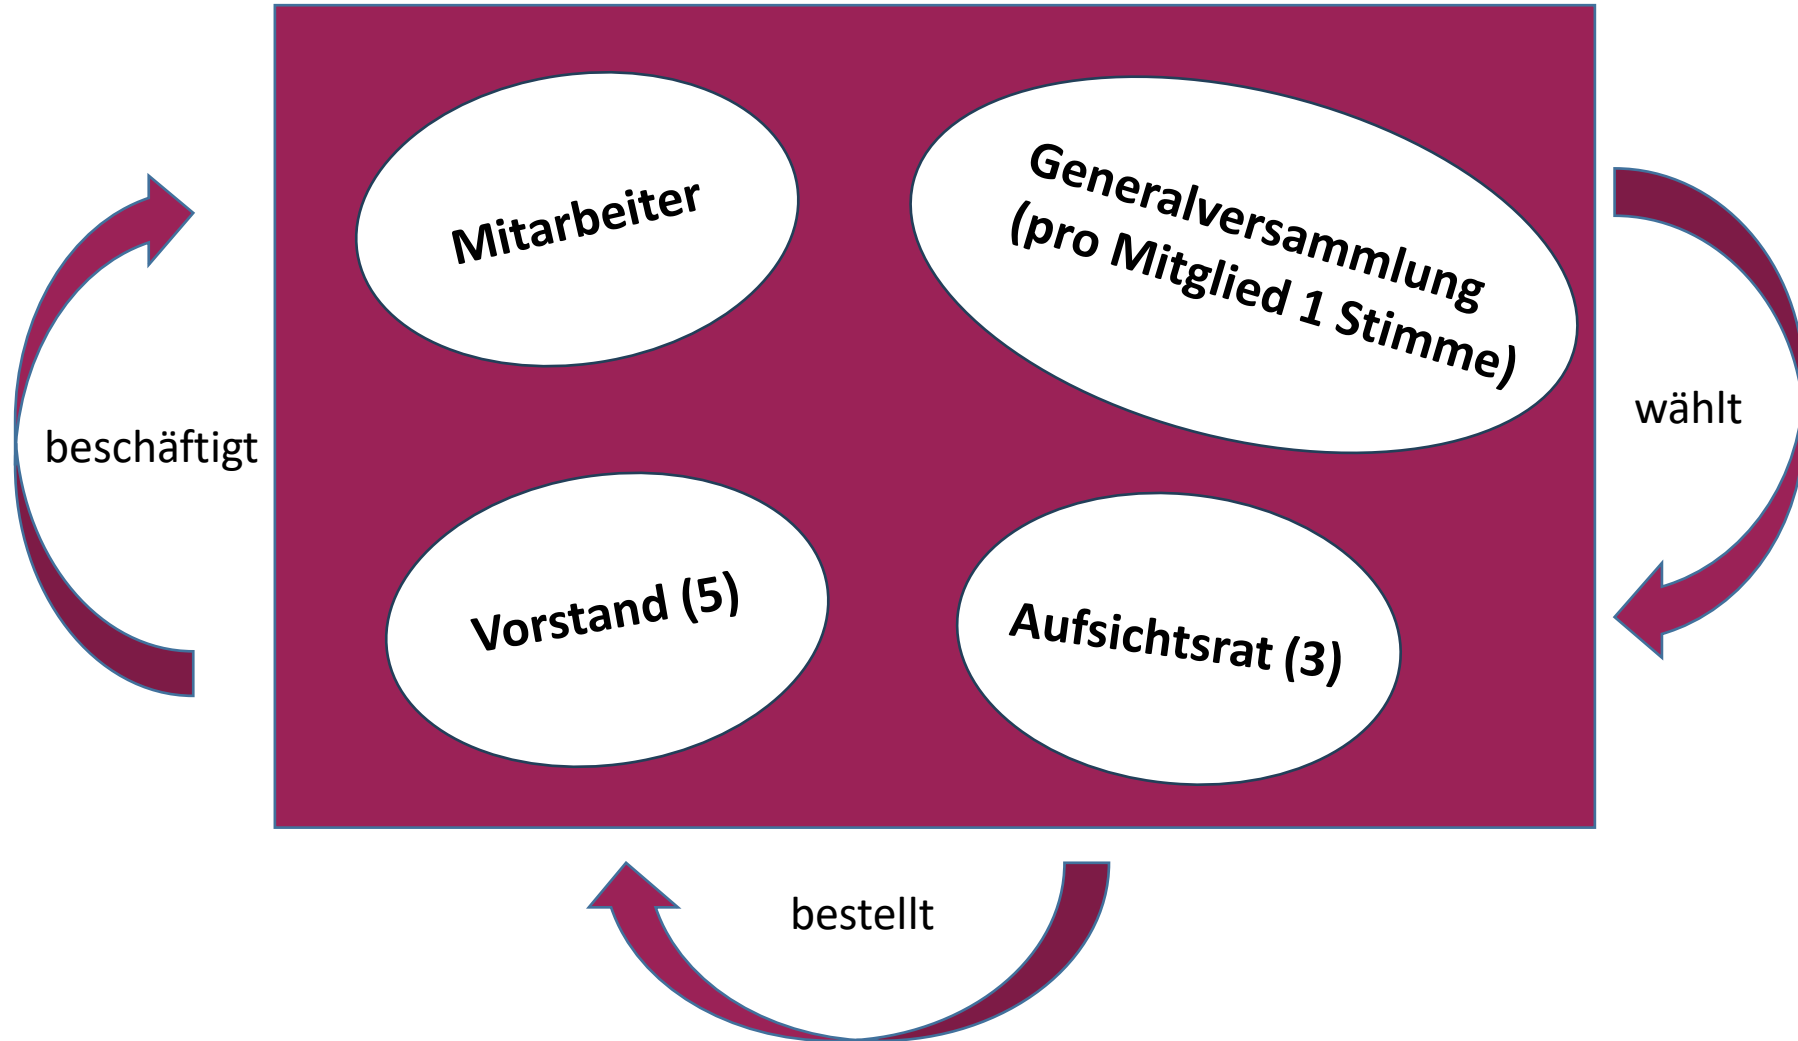 Mitarbeiter
Generalversammlung
(pro Mitglied 1 Stimme)
beschäftigt
wählt
Vorstand (5)
Aufsichtsrat (3)
bestellt